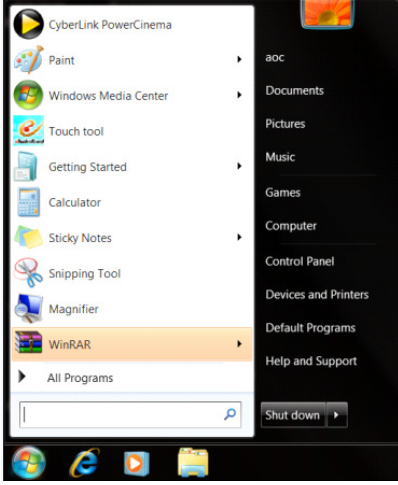 CyberLink PowerCinema
Paint
Windows Media Center
Touch tool
Getting Started
Calculator
Sticky Notes
Snipping Tool
Magnifier
WinRAR
All Programs
aoc
Documents
Pictures
Music
Games
Computer
Control Panel
Devices and Printers
Default Programs
Help and Support
Shut down